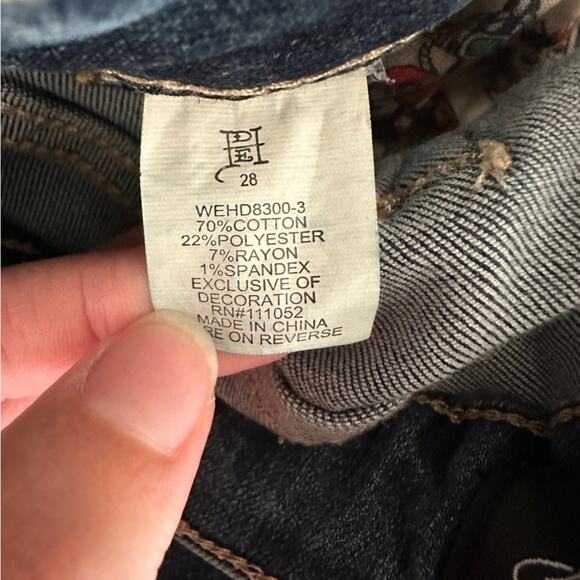 28
WEHD8300-3
70%COTTON
22%POLYESTER
7%RAYON
1%SPANDEX
EXCLUSIVE OF
DECORATION
RN#111052
MADE IN CHINA
RE ON REVERSE